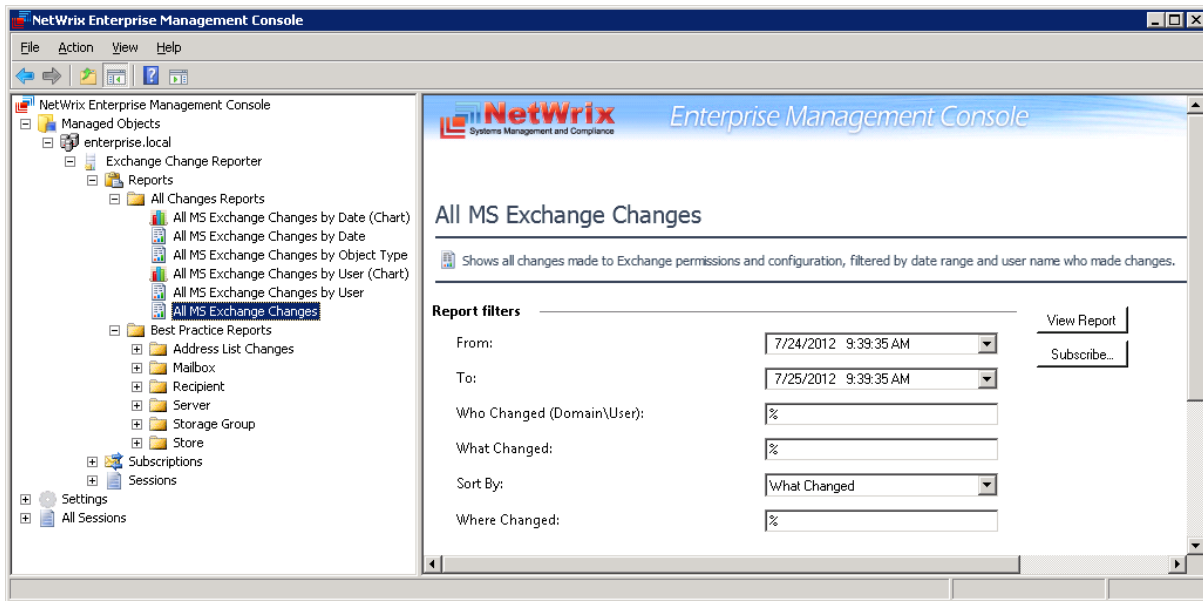 NetWrix Enterprise Management Console
File Action View Help
NetWrix Enterprise Management Console
Managed Objects
enterprise.local
Exchange Change Reporter
Reports
All Changes Reports
All MS Exchange Changes by Date (Chart)
All MS Exchange Changes by Date
All MS Exchange Changes by Object Type
All MS Exchange Changes by User (Chart)
All MS Exchange Changes by User
All MS Exchange Changes
Best Practice Reports
Address List Changes
Mailbox
Recipient
Server
Storage Group
Store
Subscriptions
Sessions
Settings
All Sessions
NetWrix Enterprise Management Console
Systems Management and Compliance
All MS Exchange Changes
Shows all changes made to Exchange permissions and configuration, filtered by date range and user name who made changes.
Report filters
View Report
From: 7/24/2012 9:39:35 AM
Subscribe...
To: 7/25/2012 9:39:35 AM
Who Changed (Domain\User): %
What Changed: %
Sort By: What Changed
Where Changed: %